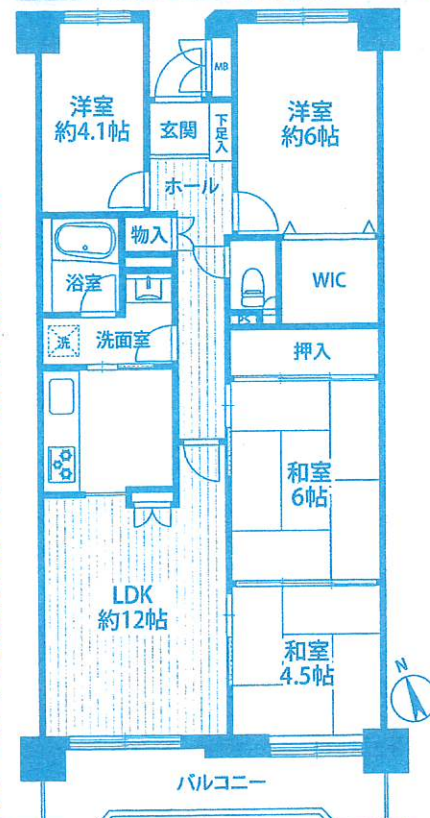 MB
洋室
約4.1帖
玄関
下足入
洋室
約6帖
ホール
物入
浴室
WIC
PS
洗
洗面室
押入
和室
6帖
LDK
約12帖
和室
4.5帖
N
バルコニー